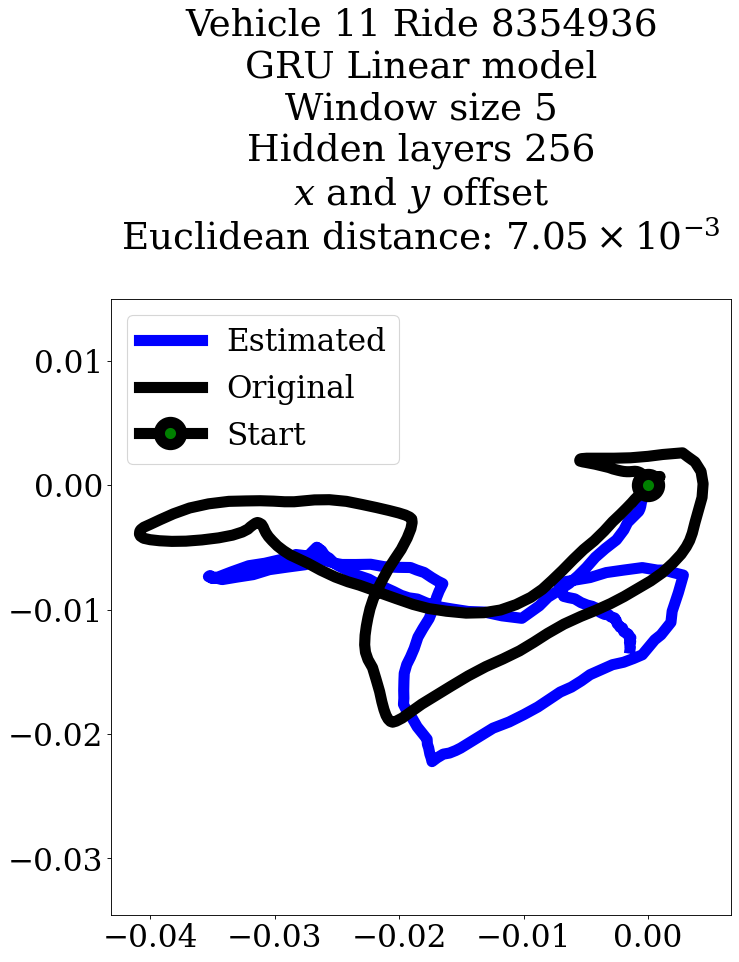 Vehicle 11 Ride 8354936
GRU Linear model
Window size 5
Hidden layers 256
x and y offset
Euclidean distance: 7.05 × 10⁻³
Estimated
Original
Start
0.01
0.00
−0.01
−0.02
−0.03
−0.04 −0.03 −0.02 −0.01 0.00